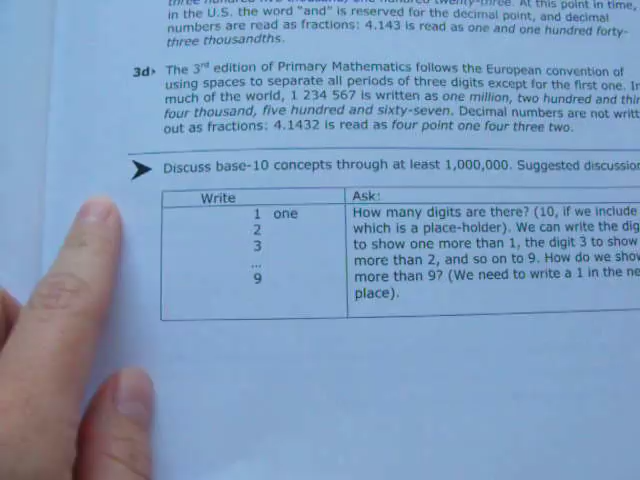 in the U.S. the word "and" is reserved for the decimal point, and decimal
numbers are read as fractions: 4.143 is read as one and one hundred forty-
three thousandths.
3d▸ The 3rd edition of Primary Mathematics follows the European convention of
using spaces to separate all periods of three digits except for the first one. In
much of the world, 1 234 567 is written as one million, two hundred and
four thousand, five hundred and sixty-seven. Decimal numbers are not
out as fractions: 4.1432 is read as four point one four three two.
➤ Discuss base-10 concepts through at least 1,000,000. Suggested
Write Ask:
1 one How many digits are there? (10, if we include
2 which is a place-holder). We can write the
3 to show one more than 1, the digit 3 to show
... more than 2, and so on to 9. How do we
9 more than 9? (We need to write a 1 in the
place).